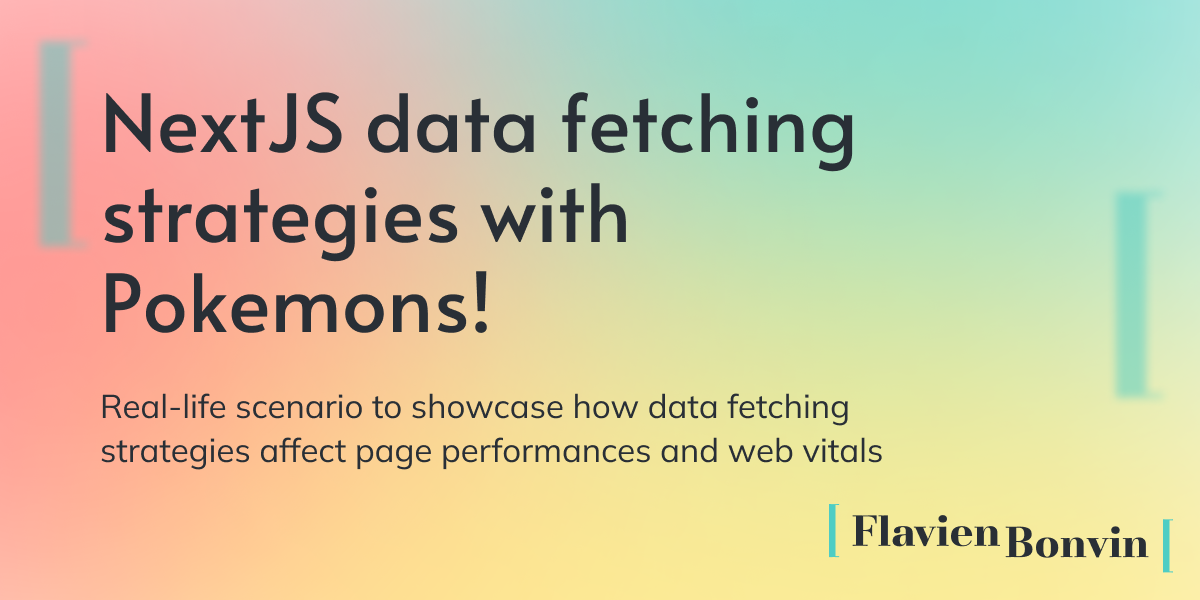 NextJS data fetching
strategies with
Pokemons!
Real-life scenario to showcase how data fetching
strategies affect page performances and web vitals
[ Flavien Bonvin [